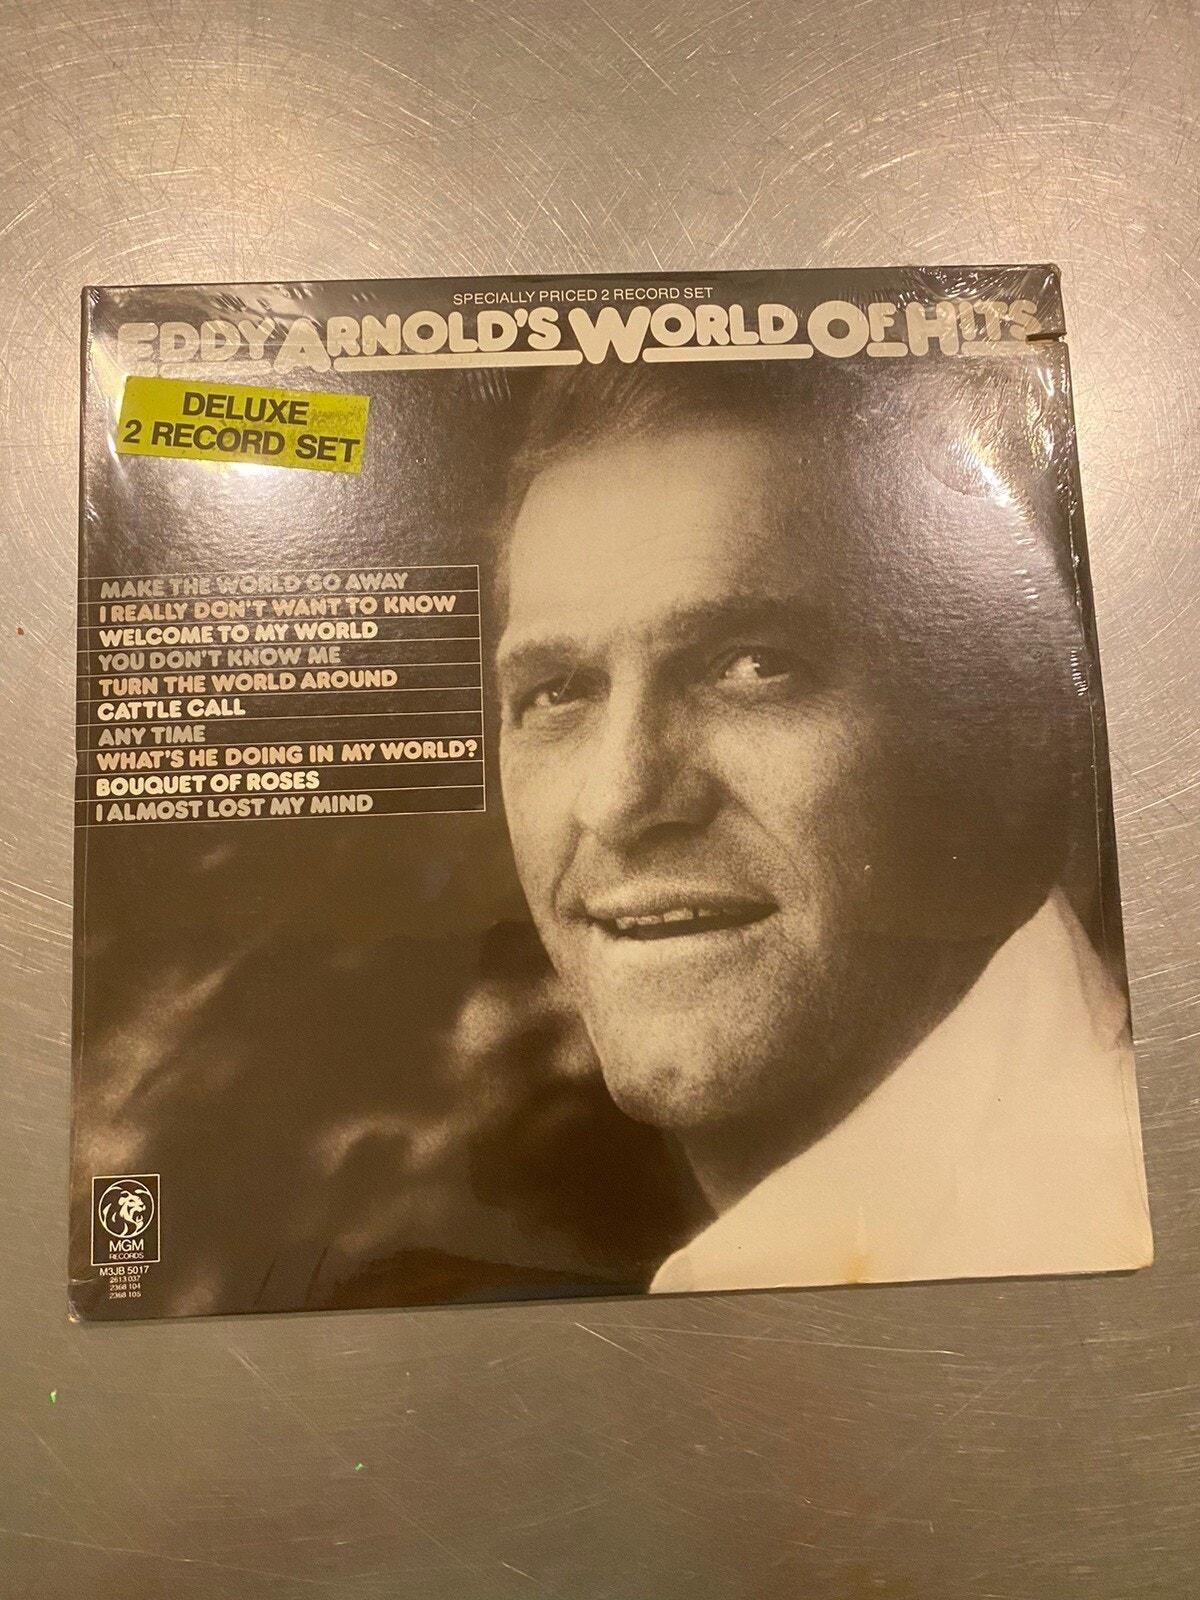 SPECIALLY PRICED 2 RECORD SET
EDDY ARNOLD'S WORLD OF HITS
DELUXE
2 RECORD SET
MAKE THE WORLD GO AWAY
I REALLY DON'T WANT TO KNOW
WELCOME TO MY WORLD
YOU DON'T KNOW ME
TURN THE WORLD AROUND
CATTLE CALL
ANY TIME
WHAT'S HE DOING IN MY WORLD?
BOUQUET OF ROSES
I ALMOST LOST MY MIND
MGM
RECORDS
M3JB 5017
2613 037
2368 104
2368 105